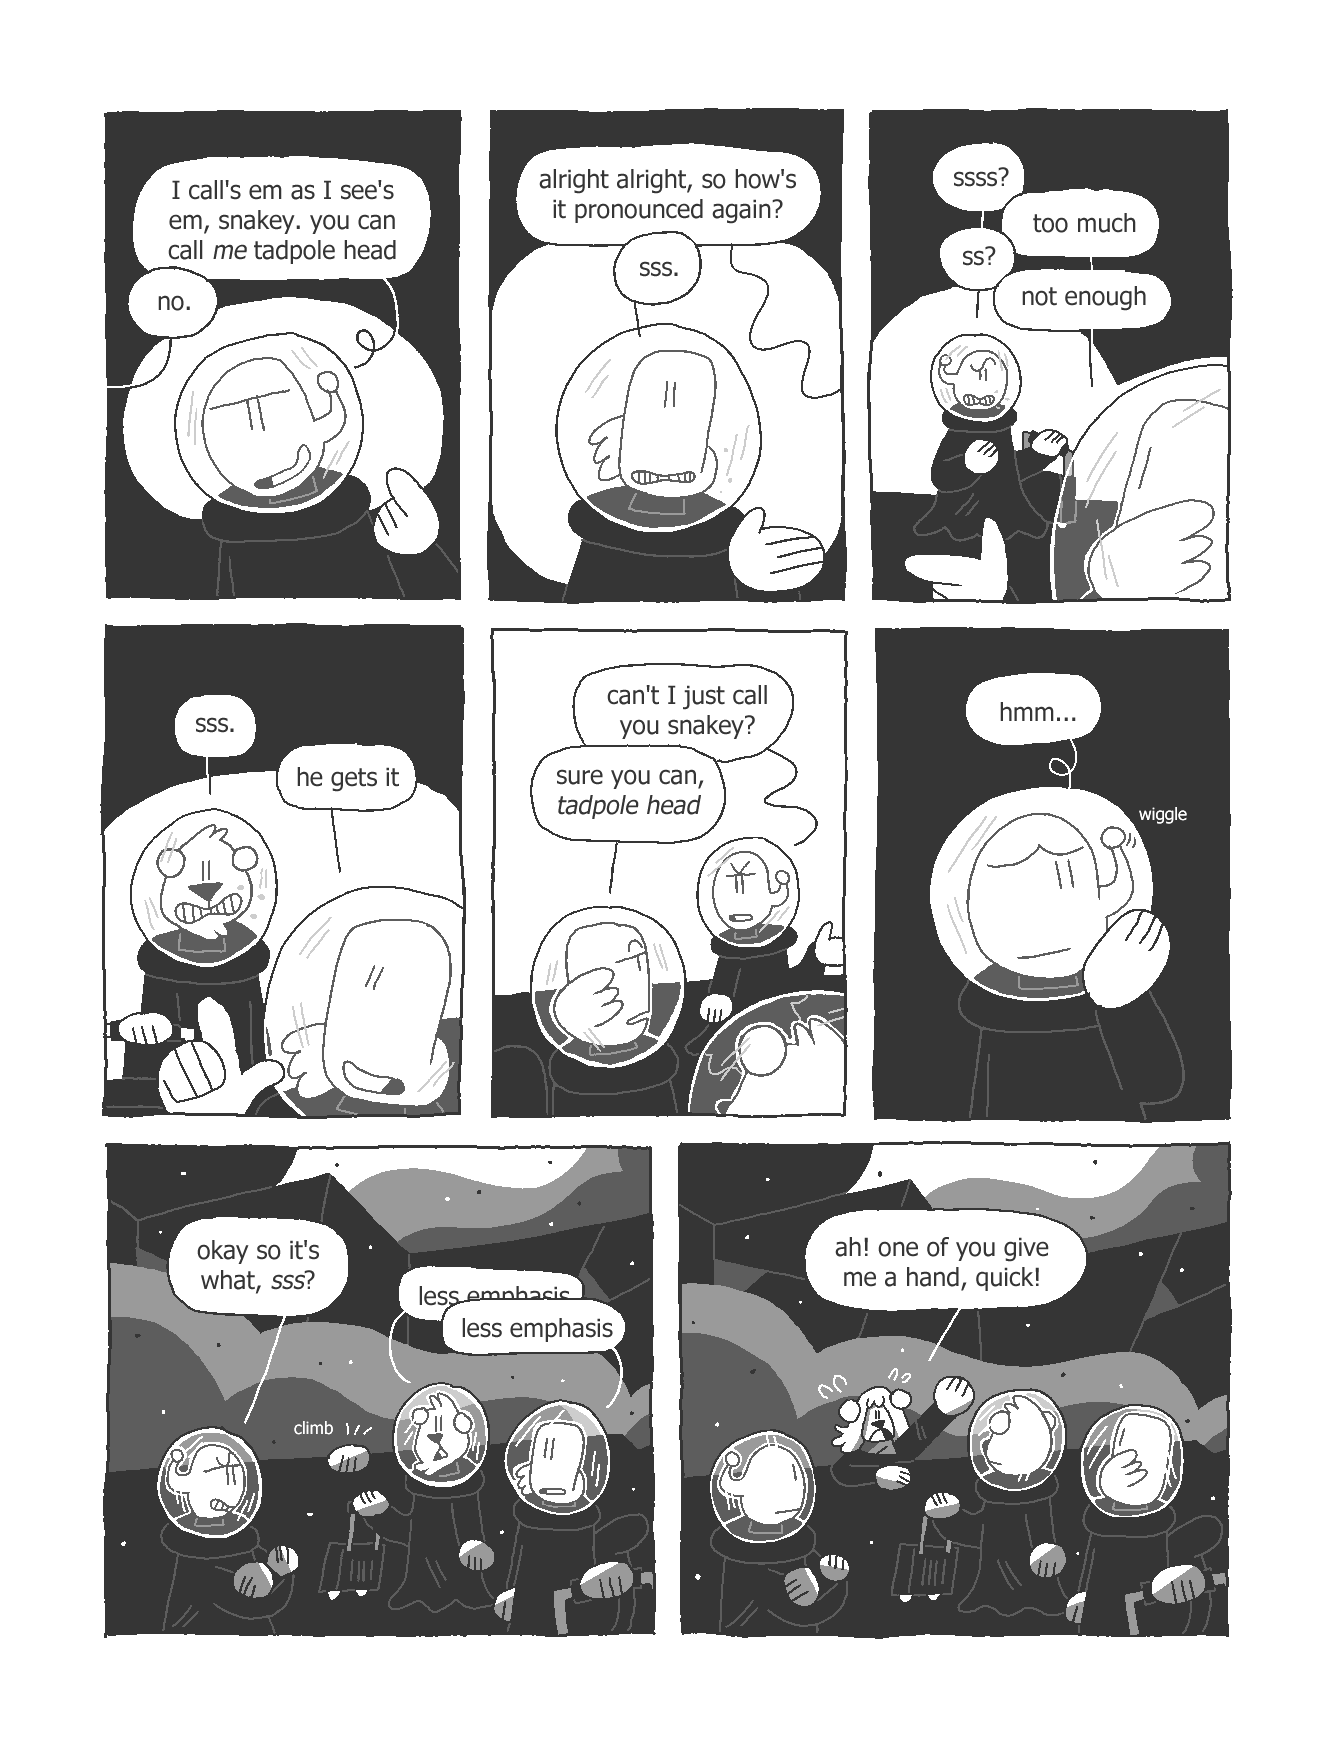 I call's em as I see's
em, snakey. you can
call me tadpole head
no.
alright alright, so how's
it pronounced again?
sss.
ssss?
too much
ss?
not enough
sss.
he gets it
can't I just call
you snakey?
sure you can,
tadpole head
hmm...
wiggle
okay so it's
what, sss?
less emphasis
less emphasis
climb
ah! one of you give
me a hand, quick!